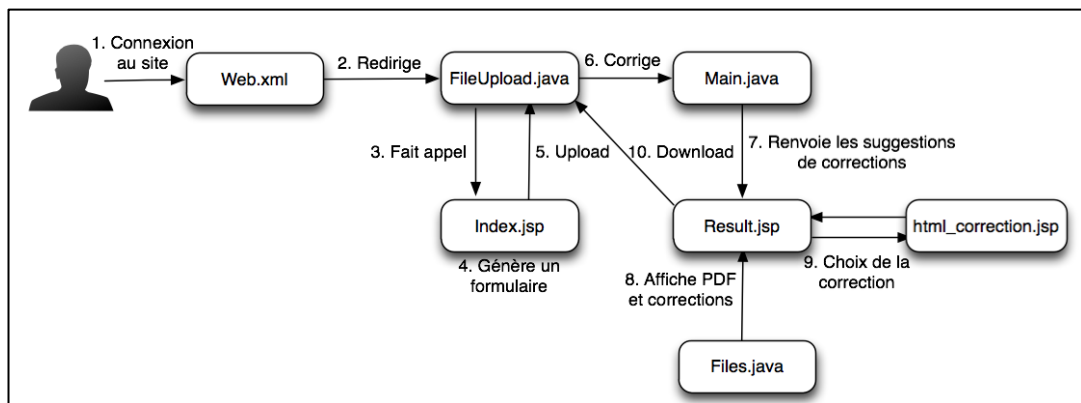 1. Connexion
au site
Web.xml
2. Redirige
FileUpload.java
6. Corrige
Main.java
3. Fait appel
5. Upload
10. Download
7. Renvoie les suggestions
de corrections
Index.jsp
4. Génère un
formulaire
Result.jsp
html_correction.jsp
8. Affiche PDF
et corrections
9. Choix de la
correction
Files.java